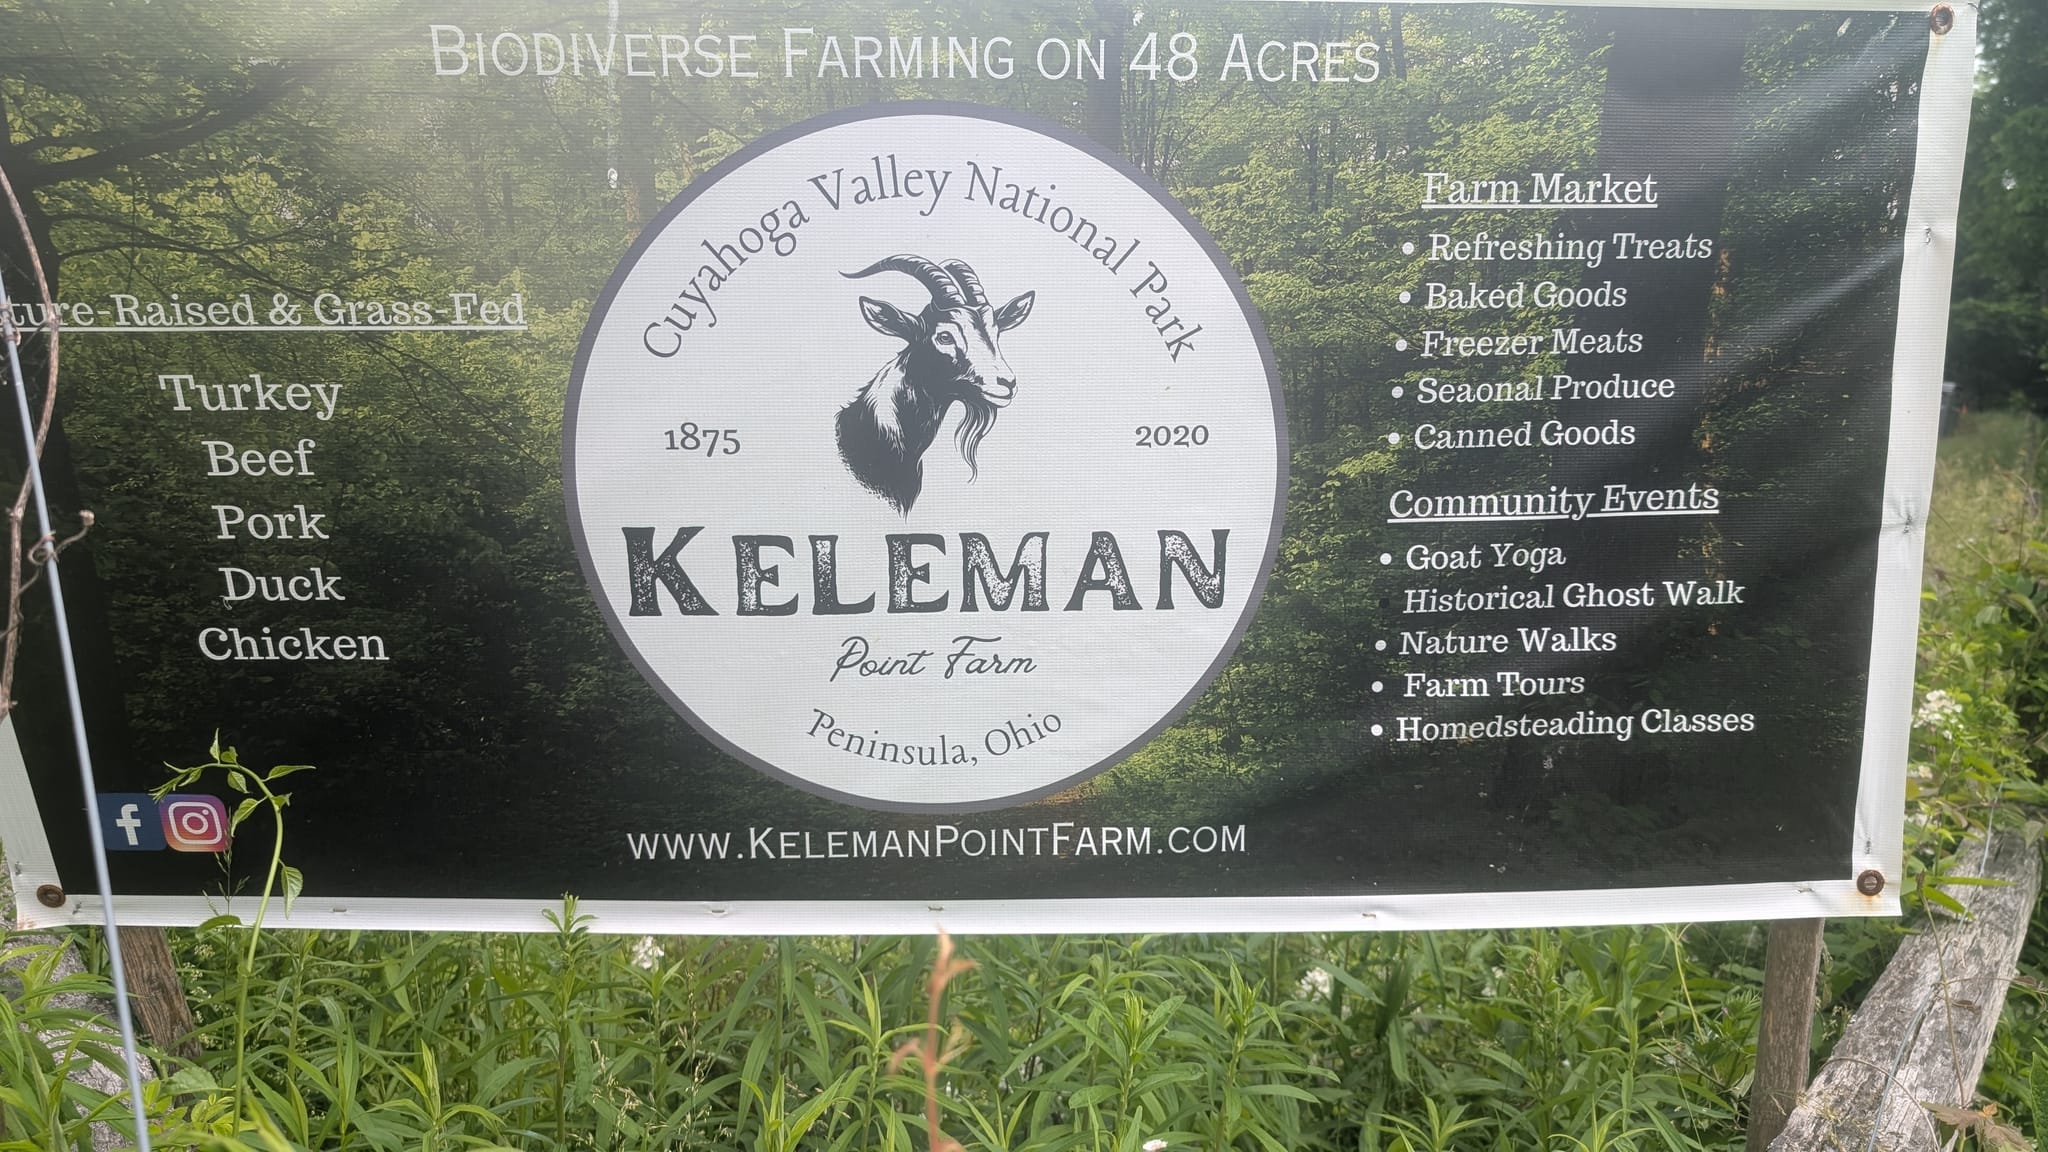 BIODIVERSE FARMING ON 48 ACRES
ture-Raised & Grass-Fed
Turkey
Beef
Pork
Duck
Chicken
Cuyahoga Valley National Park
1875
2020
KELEMAN
Point Farm
Peninsula, Ohio
WWW.KELEMANPOINTFARM.COM
Farm Market
• Refreshing Treats
• Baked Goods
• Freezer Meats
• Seaonal Produce
• Canned Goods
Community Events
• Goat Yoga
Historical Ghost Walk
• Nature Walks
• Farm Tours
• Homedsteading Classes